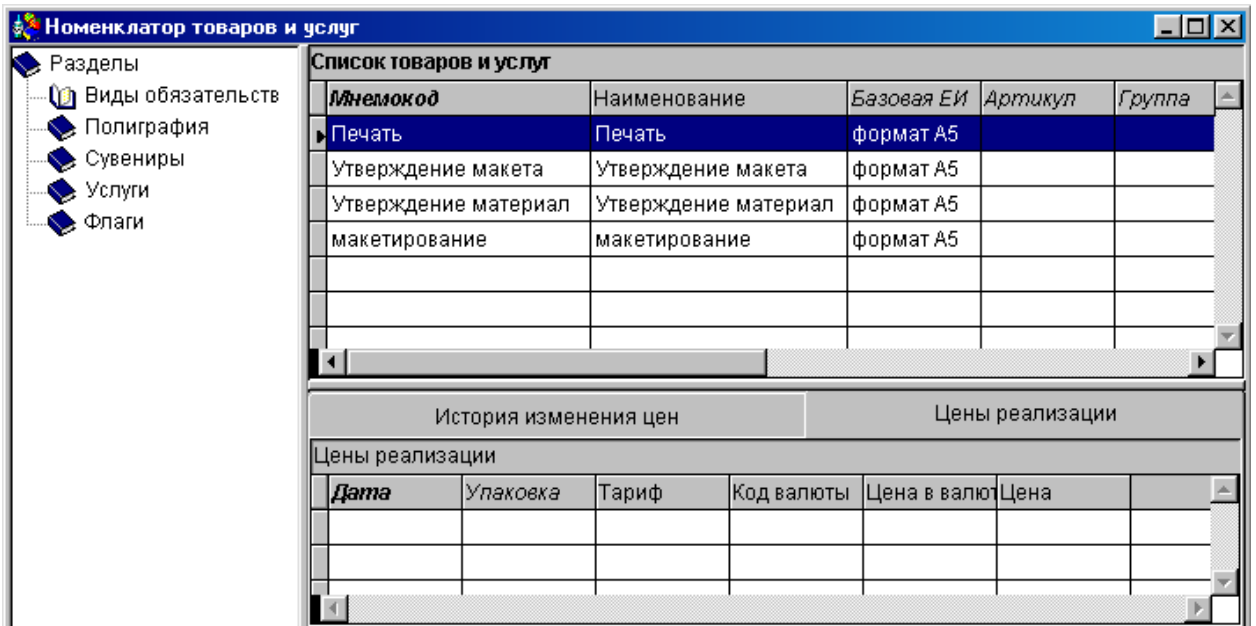 Номенклатор товаров и услуг
Разделы
Виды обязательств
Полиграфия
Сувениры
Услуги
Флаги
Список товаров и услуг
Мнемокод Наименование Базовая ЕИ Артикул Группа
Печать Печать формат А5
Утверждение макета Утверждение макета формат А5
Утверждение материал Утверждение материал формат А5
макетирование макетирование формат А5
История изменения цен Цены реализации
Цены реализации
Дата Упаковка Тариф Код валюты Цена в валют Цена